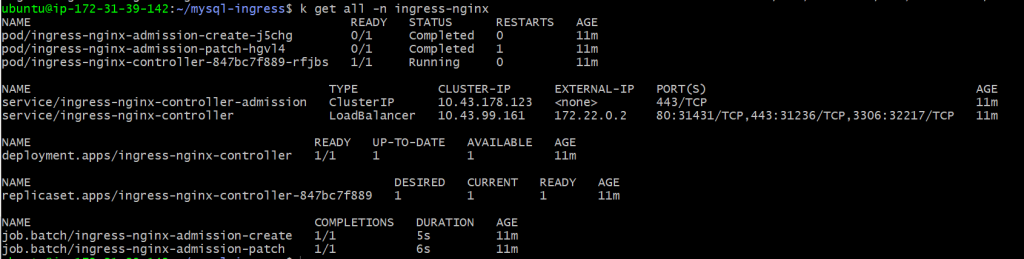 ubuntu@ip-172-31-39-142:~/mysql-ingress$ k get all -n ingress-nginx
NAME READY STATUS RESTARTS AGE
pod/ingress-nginx-admission-create-j5chg 0/1 Completed 0 11m
pod/ingress-nginx-admission-patch-hgvl4 0/1 Completed 1 11m
pod/ingress-nginx-controller-847bc7f889-rfjbs 1/1 Running 0 11m
NAME TYPE CLUSTER-IP EXTERNAL-IP PORT(S) AGE
service/ingress-nginx-controller-admission ClusterIP 10.43.178.123 <none> 443/TCP 11m
service/ingress-nginx-controller LoadBalancer 10.43.99.161 172.22.0.2 80:31431/TCP,443:31236/TCP,3306:32217/TCP 11m
NAME READY UP-TO-DATE AVAILABLE AGE
deployment.apps/ingress-nginx-controller 1/1 1 1 11m
NAME DESIRED CURRENT READY AGE
replicaset.apps/ingress-nginx-controller-847bc7f889 1 1 1 11m
NAME COMPLETIONS DURATION AGE
job.batch/ingress-nginx-admission-create 1/1 5s 11m
job.batch/ingress-nginx-admission-patch 1/1 6s 11m